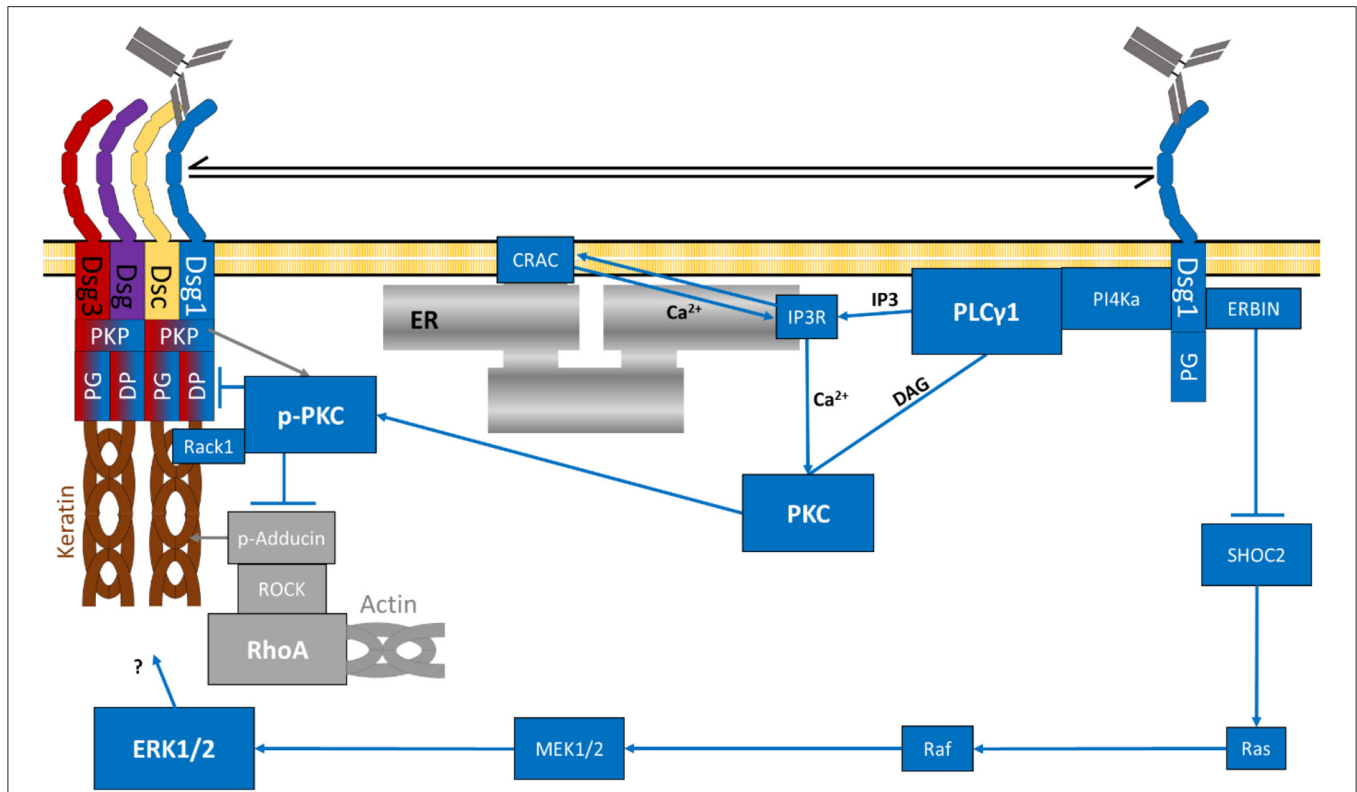 Dsg3
Dsg
Dsc
Dsg1
PKP
PKP
PG
DP
PG
DP
Rack1
p-PKC
Keratin
p-Adducin
ROCK
RhoA
Actin
CRAC
ER
Ca²⁺
IP3R
IP3
PLCγ1
PI4Ka
Dsg1
ERBIN
PG
Ca²⁺
DAG
PKC
SHOC2
?
ERK1/2
MEK1/2
Raf
Ras